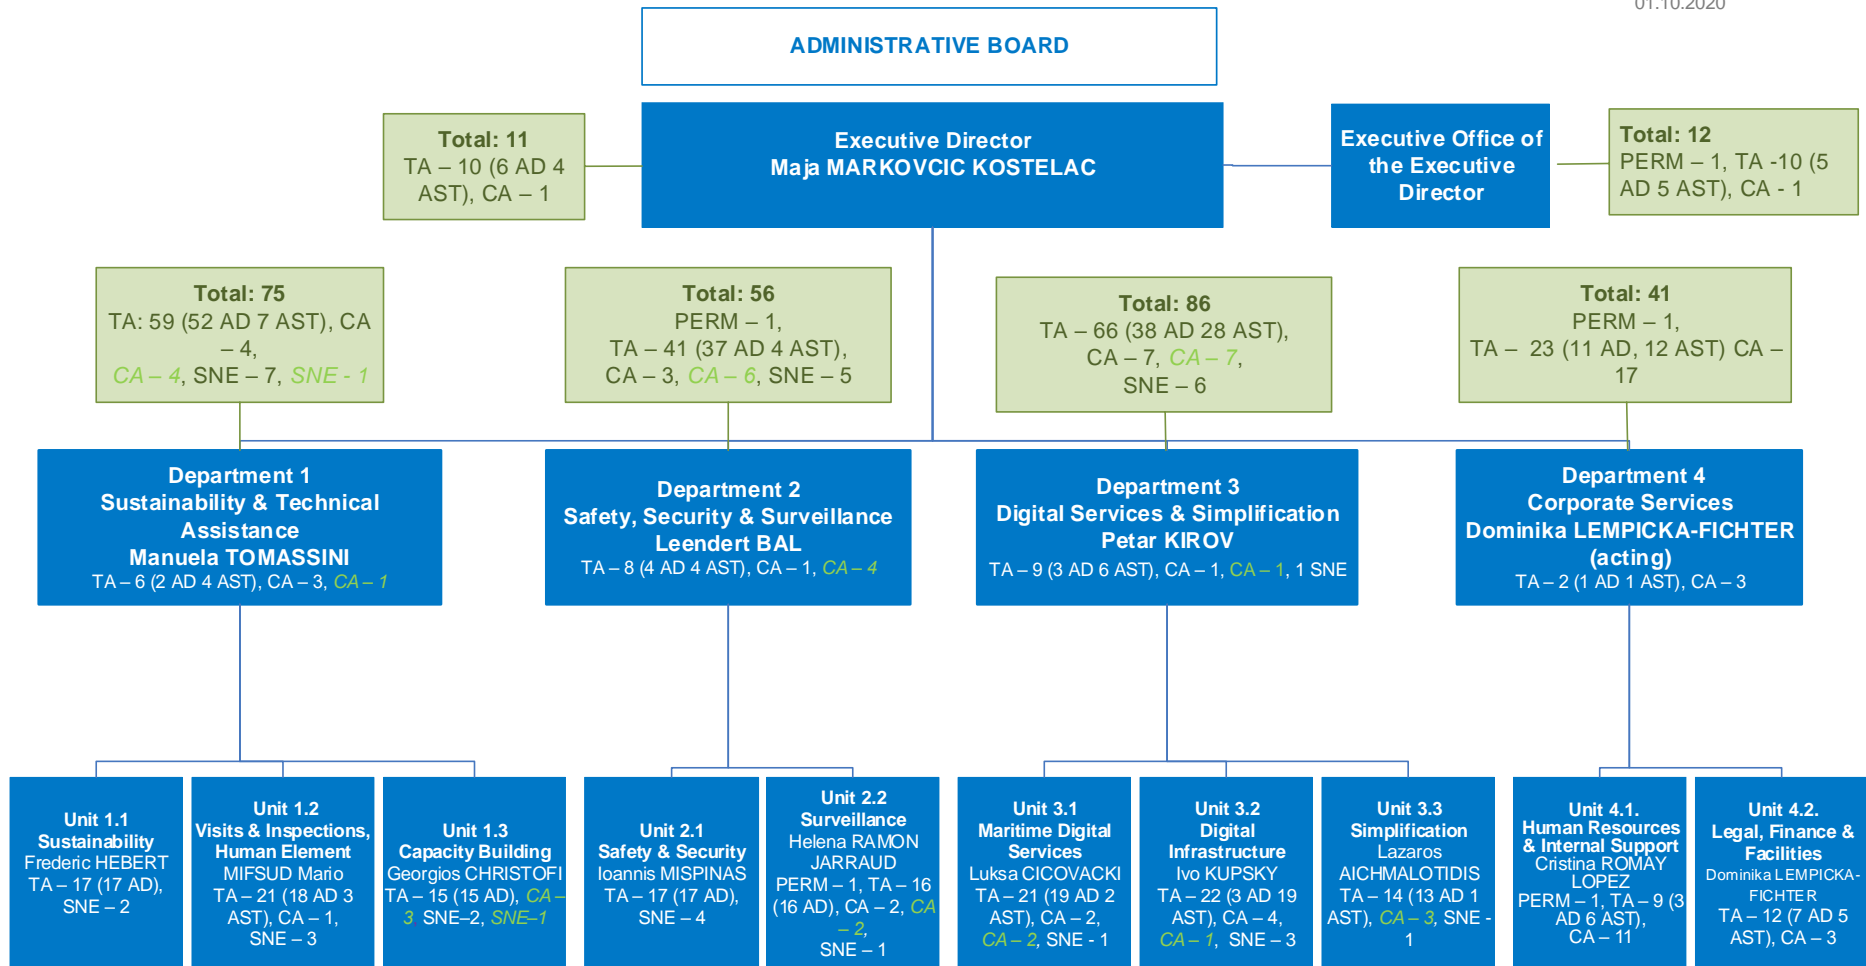 01.10.2020
ADMINISTRATIVE BOARD
Total: 11
TA – 10 (6 AD 4
AST), CA – 1
Executive Director
Maja MARKOVCIC KOSTELAC
Executive Office of
the Executive
Director
Total: 12
PERM – 1, TA -10 (5
AD 5 AST), CA - 1
Total: 75
TA: 59 (52 AD 7 AST), CA
– 4,
CA – 4, SNE – 7, SNE - 1
Total: 56
PERM – 1,
TA – 41 (37 AD 4 AST),
CA – 3, CA – 6, SNE – 5
Total: 86
TA – 66 (38 AD 28 AST),
CA – 7, CA – 7,
SNE – 6
Total: 41
PERM – 1,
TA – 23 (11 AD, 12 AST) CA –
17
Department 1
Sustainability & Technical
Assistance
Manuela TOMASSINI
TA – 6 (2 AD 4 AST), CA – 3, CA – 1
Department 2
Safety, Security & Surveillance
Leendert BAL
TA – 8 (4 AD 4 AST), CA – 1, CA – 4
Department 3
Digital Services & Simplification
Petar KIROV
TA – 9 (3 AD 6 AST), CA – 1, CA – 1, 1 SNE
Department 4
Corporate Services
Dominika LEMPICKA-FICHTER
(acting)
TA – 2 (1 AD 1 AST), CA – 3
Unit 1.1
Sustainability
Frederic HEBERT
TA – 17 (17 AD),
SNE – 2
Unit 1.2
Visits & Inspections,
Human Element
MIFSUD Mario
TA – 21 (18 AD 3
AST), CA – 1,
SNE – 3
Unit 1.3
Capacity Building
Georgios CHRISTOFI
TA – 15 (15 AD), CA –
3 SNE–2, SNE–1
Unit 2.1
Safety & Security
Ioannis MISPINAS
TA – 17 (17 AD),
SNE – 4
Unit 2.2
Surveillance
Helena RAMON
JARRAUD
PERM – 1, TA – 16
(16 AD), CA – 2, CA
– 2,
SNE – 1
Unit 3.1
Maritime Digital
Services
Luksa CICOVACKI
TA – 21 (19 AD 2
AST), CA – 2,
CA – 2, SNE - 1
Unit 3.2
Digital
Infrastructure
Ivo KUPSKY
TA – 22 (3 AD 19
AST), CA – 4,
CA – 1, SNE – 3
Unit 3.3
Simplification
Lazaros
AICHMALOTIDIS
TA – 14 (13 AD 1
AST), CA – 3, SNE -
1
Unit 4.1.
Human Resources
& Internal Support
Cristina ROMAY
LOPEZ
PERM – 1, TA – 9 (3
AD 6 AST),
CA – 11
Unit 4.2.
Legal, Finance &
Facilities
Dominika LEMPICKA-
FICHTER
TA – 12 (7 AD 5
AST), CA – 3